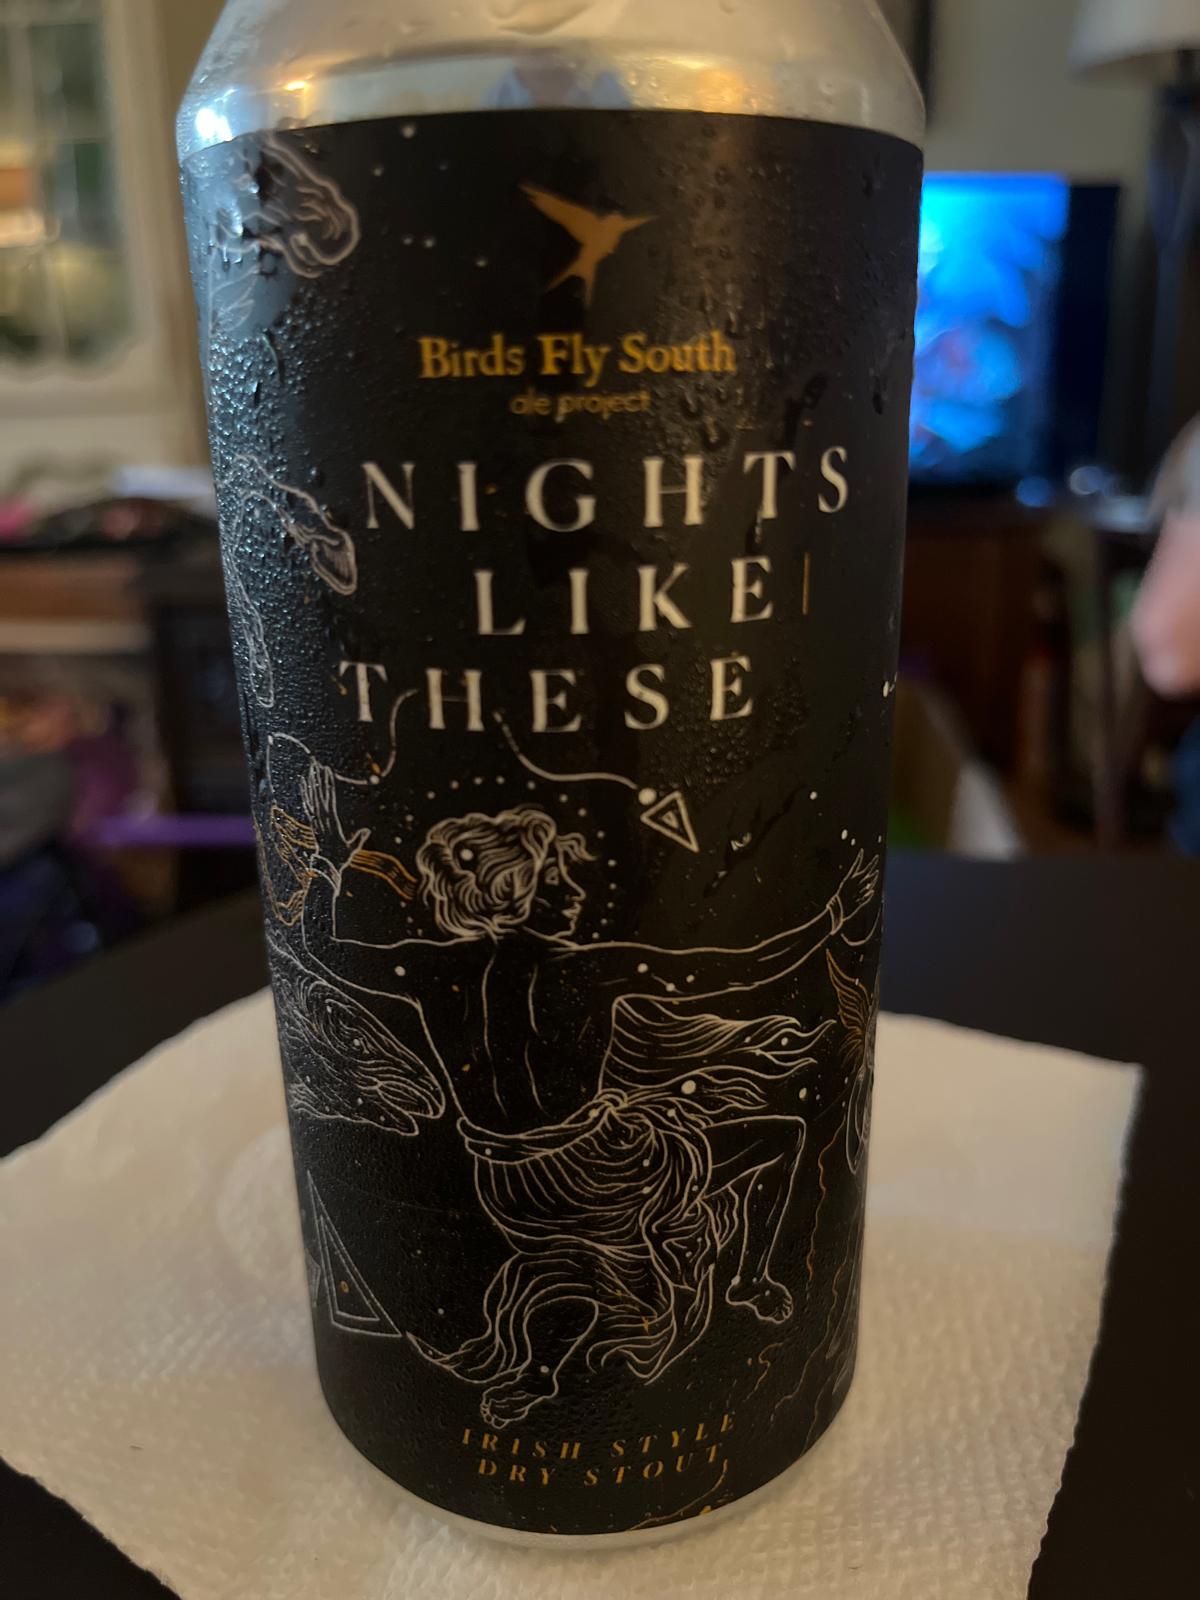 Birds Fly South
ale project
NIGHTS
LIKE
THESE
IRISH STYLE
DRY STOUT